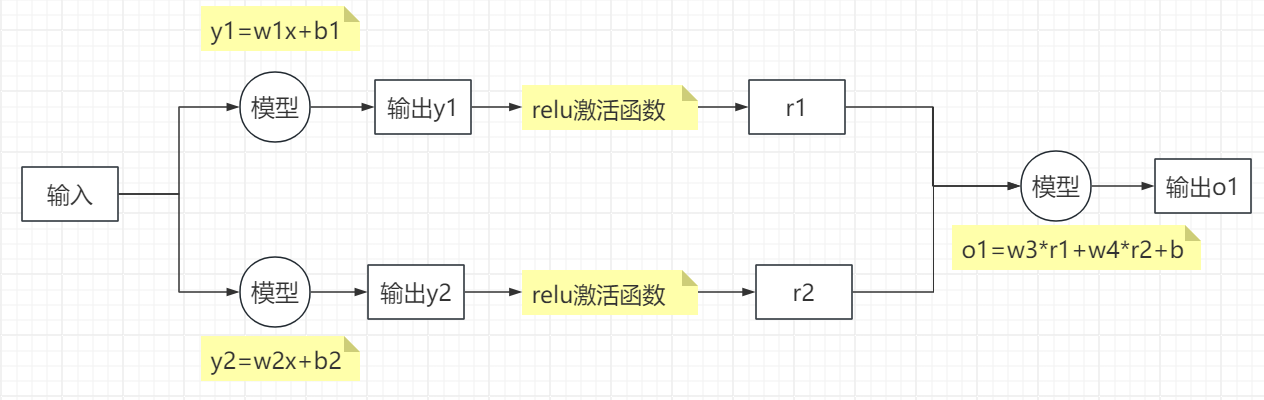 y1=w1x+b1
模型
输出y1
relu激活函数
r1
输入
模型
输出o1
o1=w3*r1+w4*r2+b
模型
输出y2
relu激活函数
r2
y2=w2x+b2